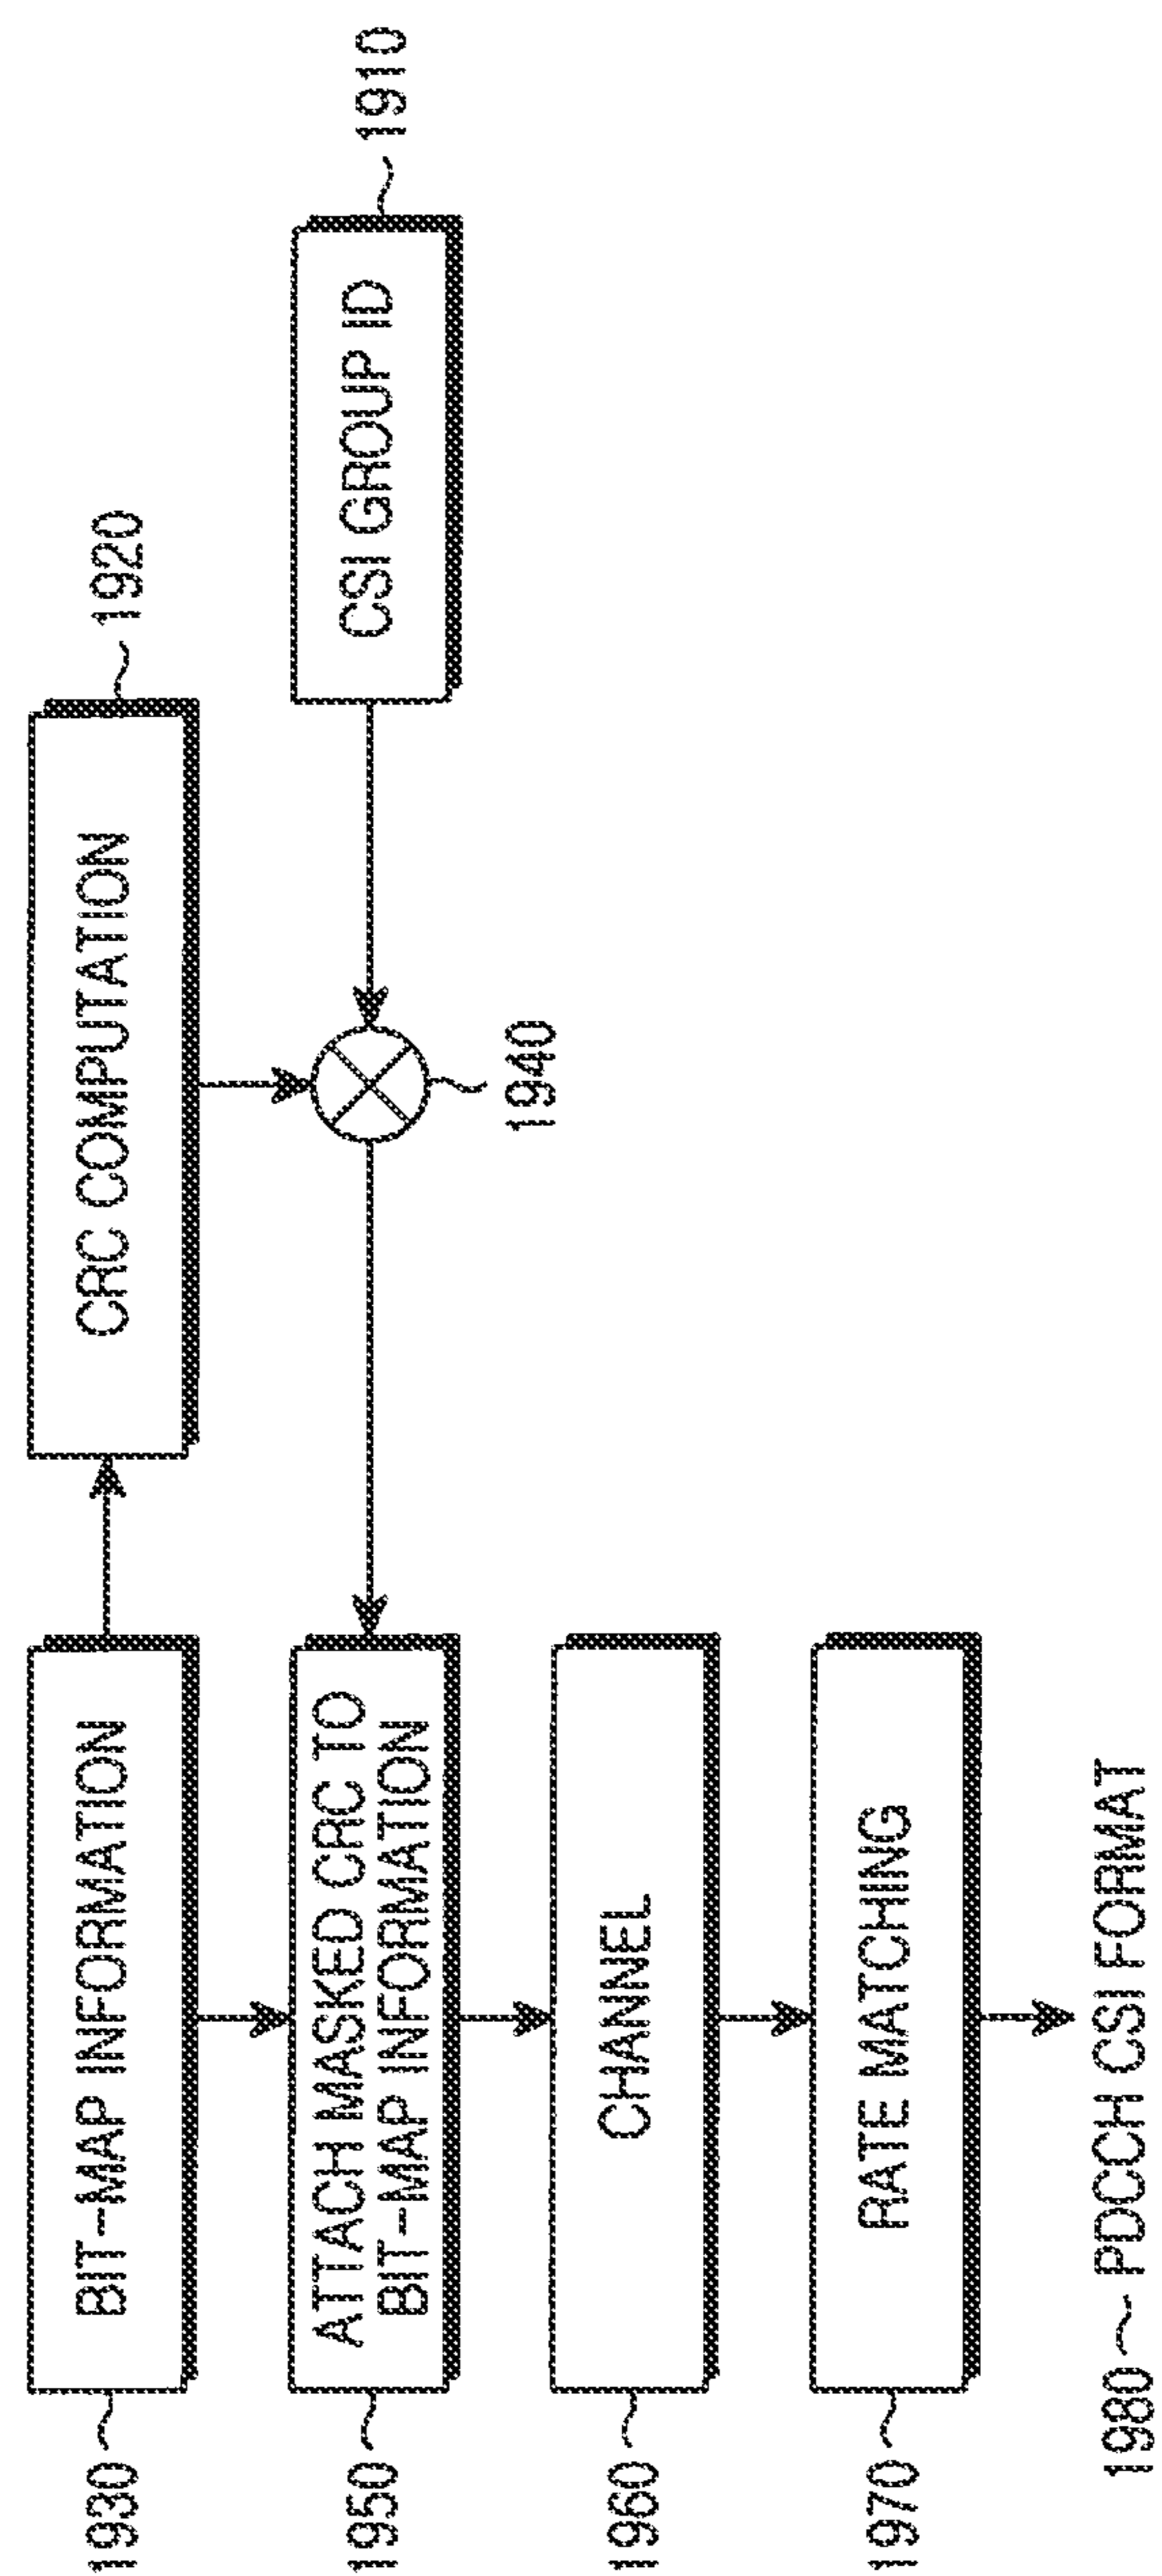 1930
BIT-MAP INFORMATION
CRC COMPUTATION
1920
1950
ATTACH MASKED CRC TO
BIT-MAP INFORMATION
1940
CSI GROUP ID
1910
1960
CHANNEL
1970
RATE MATCHING
1980
PDCCH CSI FORMAT